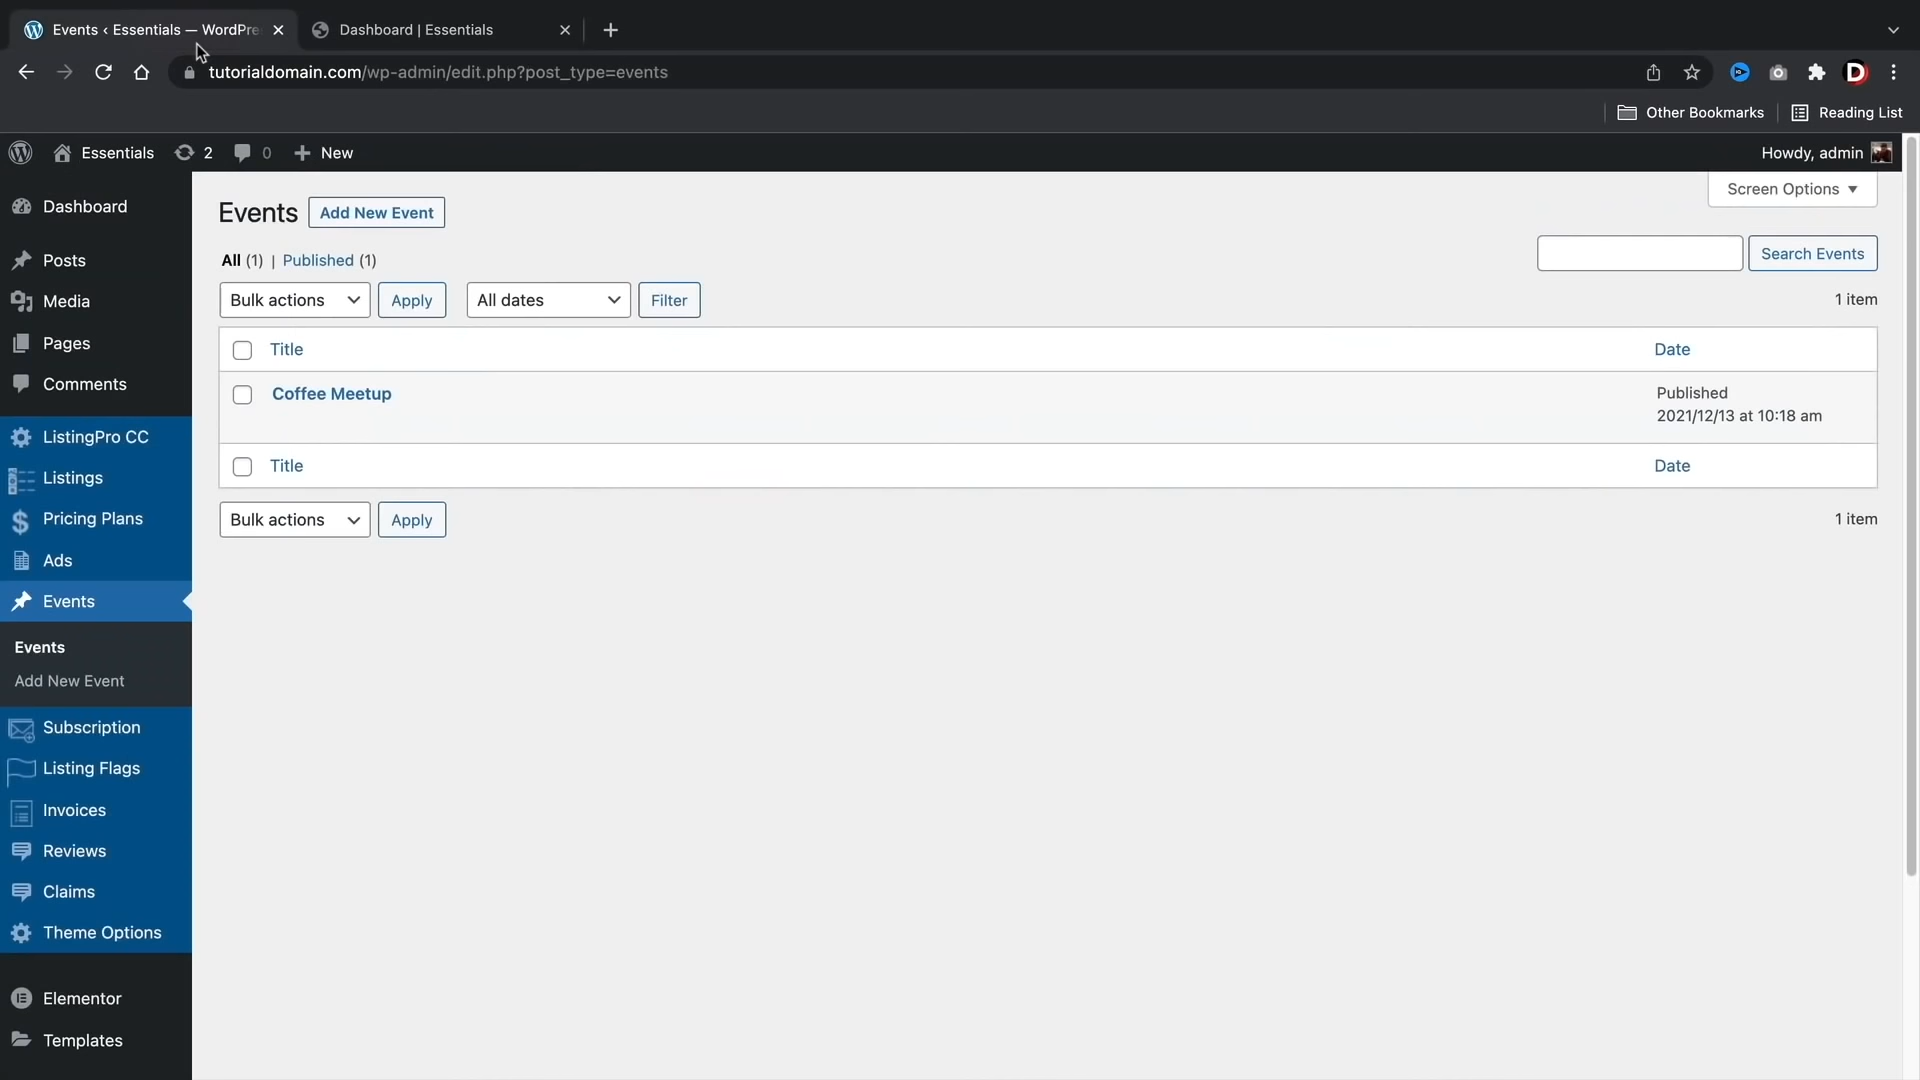 Events ‹ Essentials — WordPre
Dashboard | Essentials
tutorialdomain.com/wp-admin/edit.php?post_type=events
Other Bookmarks
Reading List
Essentials
2
0
New
Howdy, admin
Screen Options
Dashboard
Posts
Media
Pages
Comments
ListingPro CC
Listings
Pricing Plans
Ads
Events
Events
Add New Event
Subscription
Listing Flags
Invoices
Reviews
Claims
Theme Options
Elementor
Templates
Events
Add New Event
All (1) | Published (1)
Search Events
Bulk actions
Apply
All dates
Filter
1 item
Title
Date
Coffee Meetup
Published
2021/12/13 at 10:18 am
Title
Date
Bulk actions
Apply
1 item